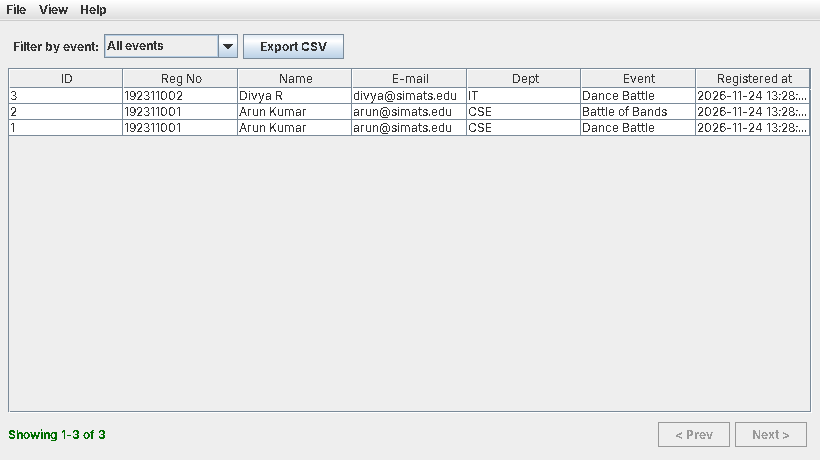 File View Help
Filter by event: All events Export CSV
ID Reg No Name E-mail Dept Event Registered at
3 192311002 Divya R divya@simats.edu IT Dance Battle 2026-11-24 13:28:...
2 192311001 Arun Kumar arun@simats.edu CSE Battle of Bands 2026-11-24 13:28:...
1 192311001 Arun Kumar arun@simats.edu CSE Dance Battle 2026-11-24 13:28:...
Showing 1-3 of 3 < Prev Next >